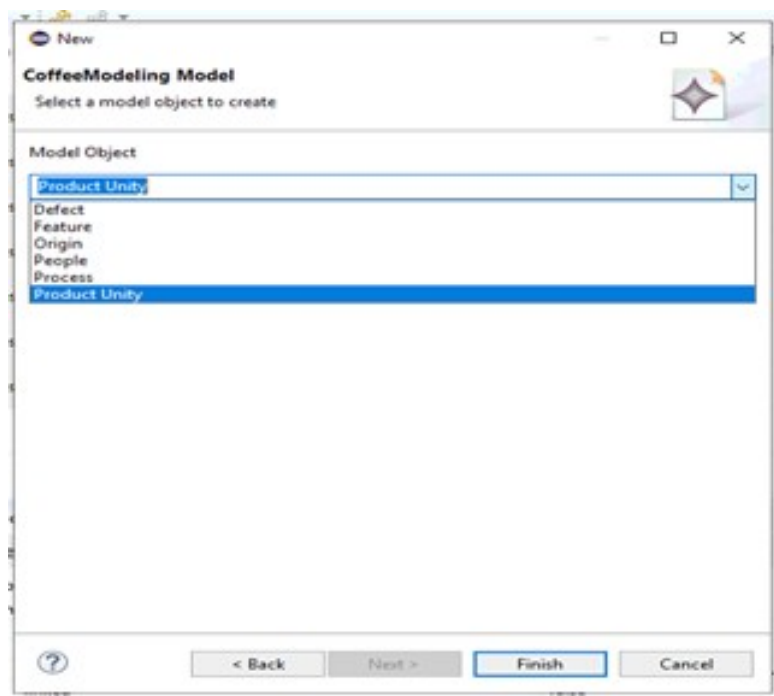 New
CoffeeModeling Model
Select a model object to create
Model Object
Product Unity
Defect
Feature
Origin
People
Process
Product Unity
? < Back Next > Finish Cancel